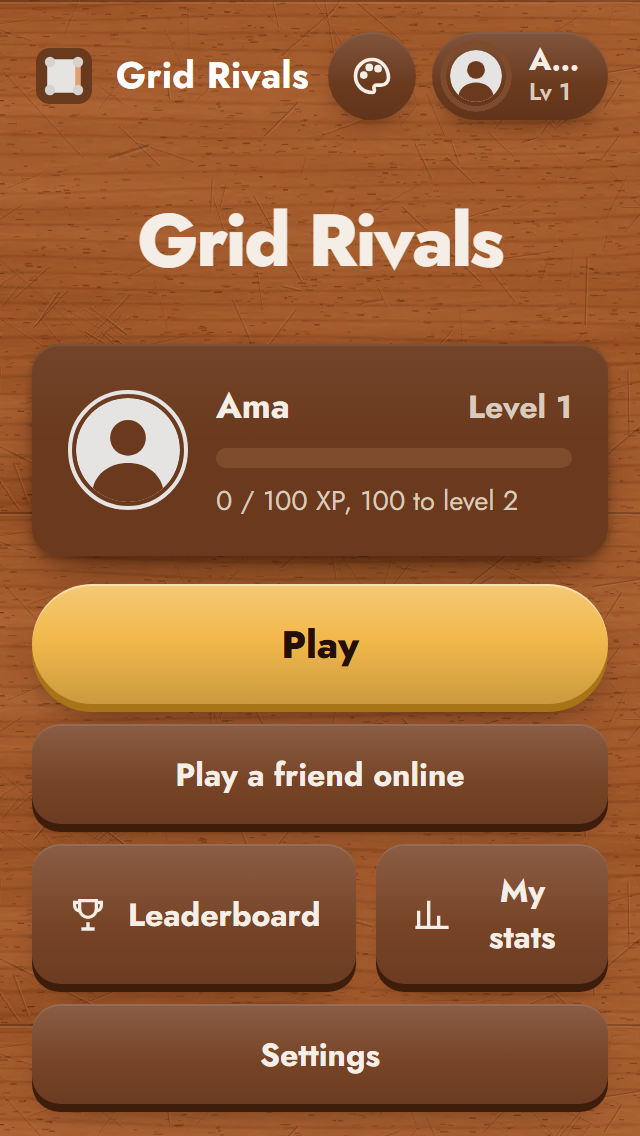 Grid Rivals
A...
Lv 1
Grid Rivals
Ama
Level 1
0 / 100 XP, 100 to level 2
Play
Play a friend online
Leaderboard
My
stats
Settings